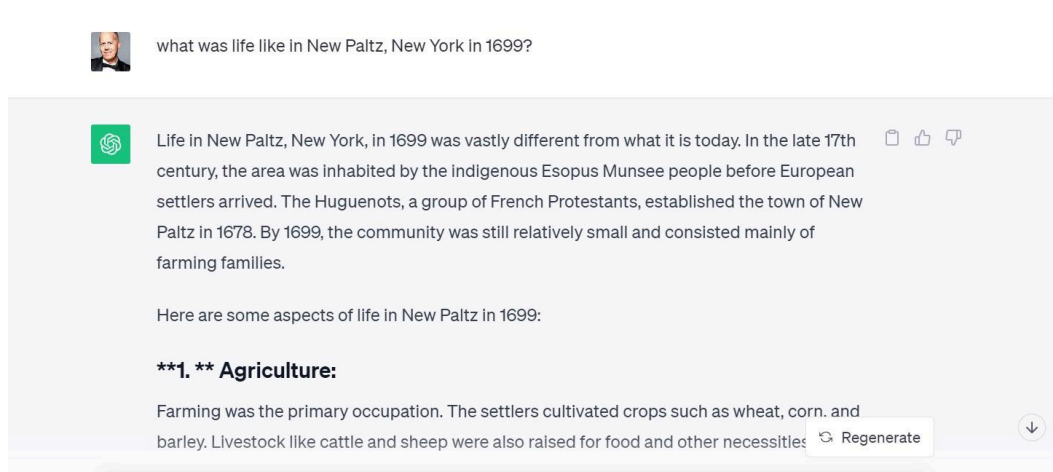 what was life like in New Paltz, New York in 1699?
Life in New Paltz, New York, in 1699 was vastly different from what it is today. In the late 17th
century, the area was inhabited by the indigenous Esopus Munsee people before European
settlers arrived. The Huguenots, a group of French Protestants, established the town of New
Paltz in 1678. By 1699, the community was still relatively small and consisted mainly of
farming families.
Here are some aspects of life in New Paltz in 1699:
**1. ** Agriculture:
Farming was the primary occupation. The settlers cultivated crops such as wheat, corn, and
barley. Livestock like cattle and sheep were also raised for food and other necessities
Regenerate